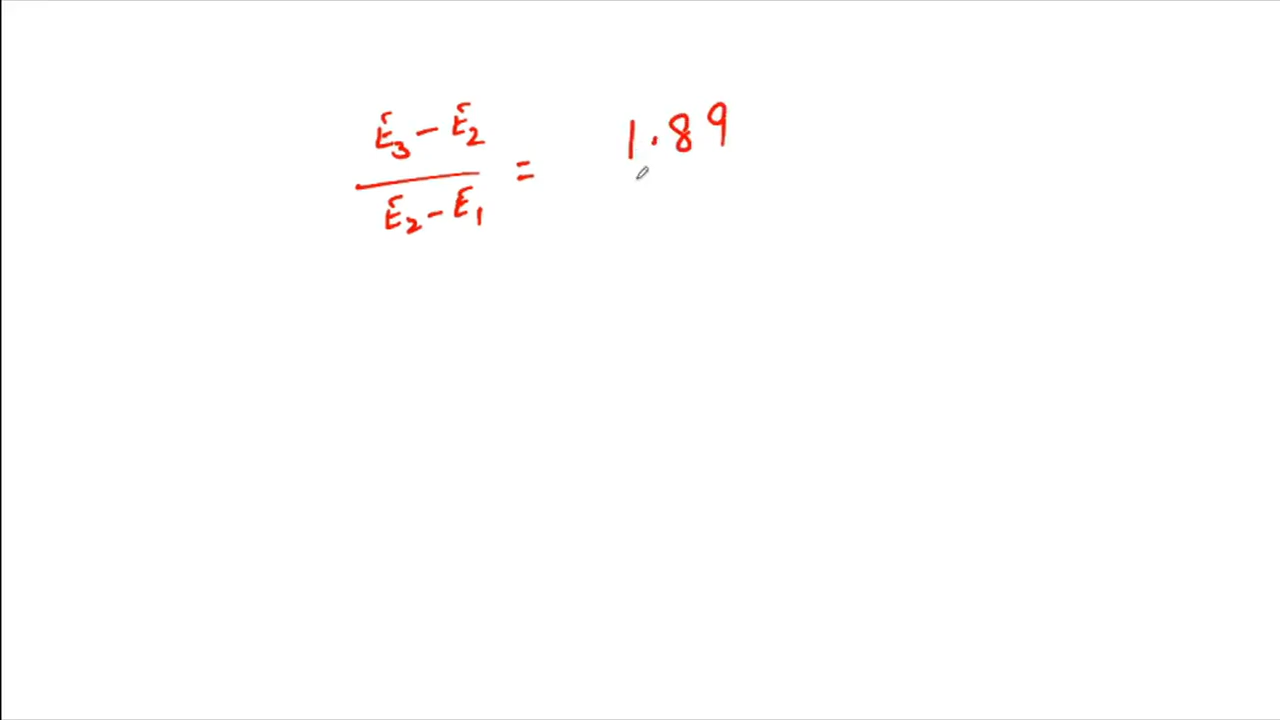 E₃ - E₂ / E₂ - E₁ = 1.89